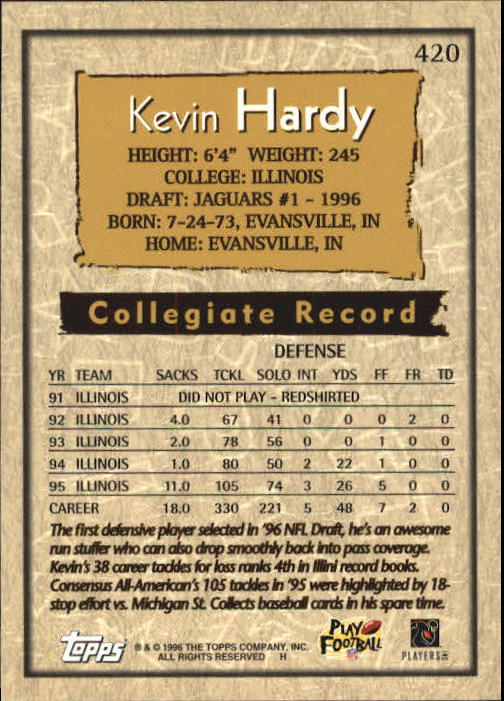 420
Kevin Hardy
HEIGHT: 6'4" WEIGHT: 245
COLLEGE: ILLINOIS
DRAFT: JAGUARS #1 - 1996
BORN: 7-24-73, EVANSVILLE, IN
HOME: EVANSVILLE, IN
Collegiate Record
DEFENSE
YR TEAM SACKS TCKL SOLO INT YDS FF FR TD
91 ILLINOIS DID NOT PLAY - REDSHIRTED
92 ILLINOIS 4.0 67 41 0 0 0 2 0
93 ILLINOIS 2.0 78 56 0 0 1 0 0
94 ILLINOIS 1.0 80 50 2 22 1 0 0
95 ILLINOIS 11.0 105 74 3 26 5 0 0
CAREER 18.0 330 221 5 48 7 2 0
The first defensive player selected in '96 NFL Draft, he's an awesome
run stuffer who can also drop smoothly back into pass coverage.
Kevin's 38 career tackles for loss ranks 4th in Illini record books.
Consensus All-American's 105 tackles in '95 were highlighted by 18-
stop effort vs. Michigan St. Collects baseball cards in his spare time.
TOPPS ® & © 1996 THE TOPPS COMPANY, INC.
ALL RIGHTS RESERVED H
PLAY FOOTBALL
PLAYERS